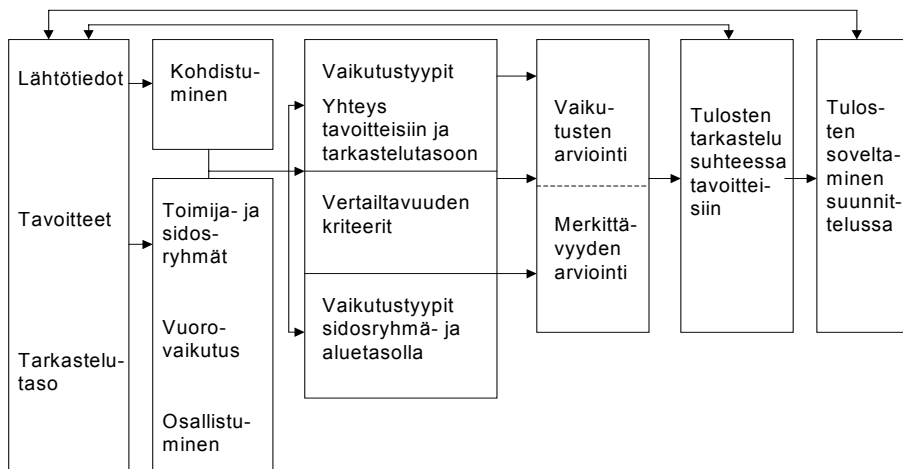 Lähtötiedot
Tavoitteet
Tarkastelu-
taso
Kohdistu-
minen
Toimija- ja
sidos-
ryhmät
Vuoro-
vaikutus
Osallistu-
minen
Vaikutustyypit
Yhteys
tavoitteisiin ja
tarkastelutasoon
Vertailtavuuden
kriteerit
Vaikutustyypit
sidosryhmä- ja
aluetasolla
Vaiku-
tusten
arviointi
Merkittä-
vyyden
arviointi
Tulosten
tarkastelu
suhteessa
tavoittei-
siin
Tulos-
ten
sovelta-
minen
suunnit-
telussa